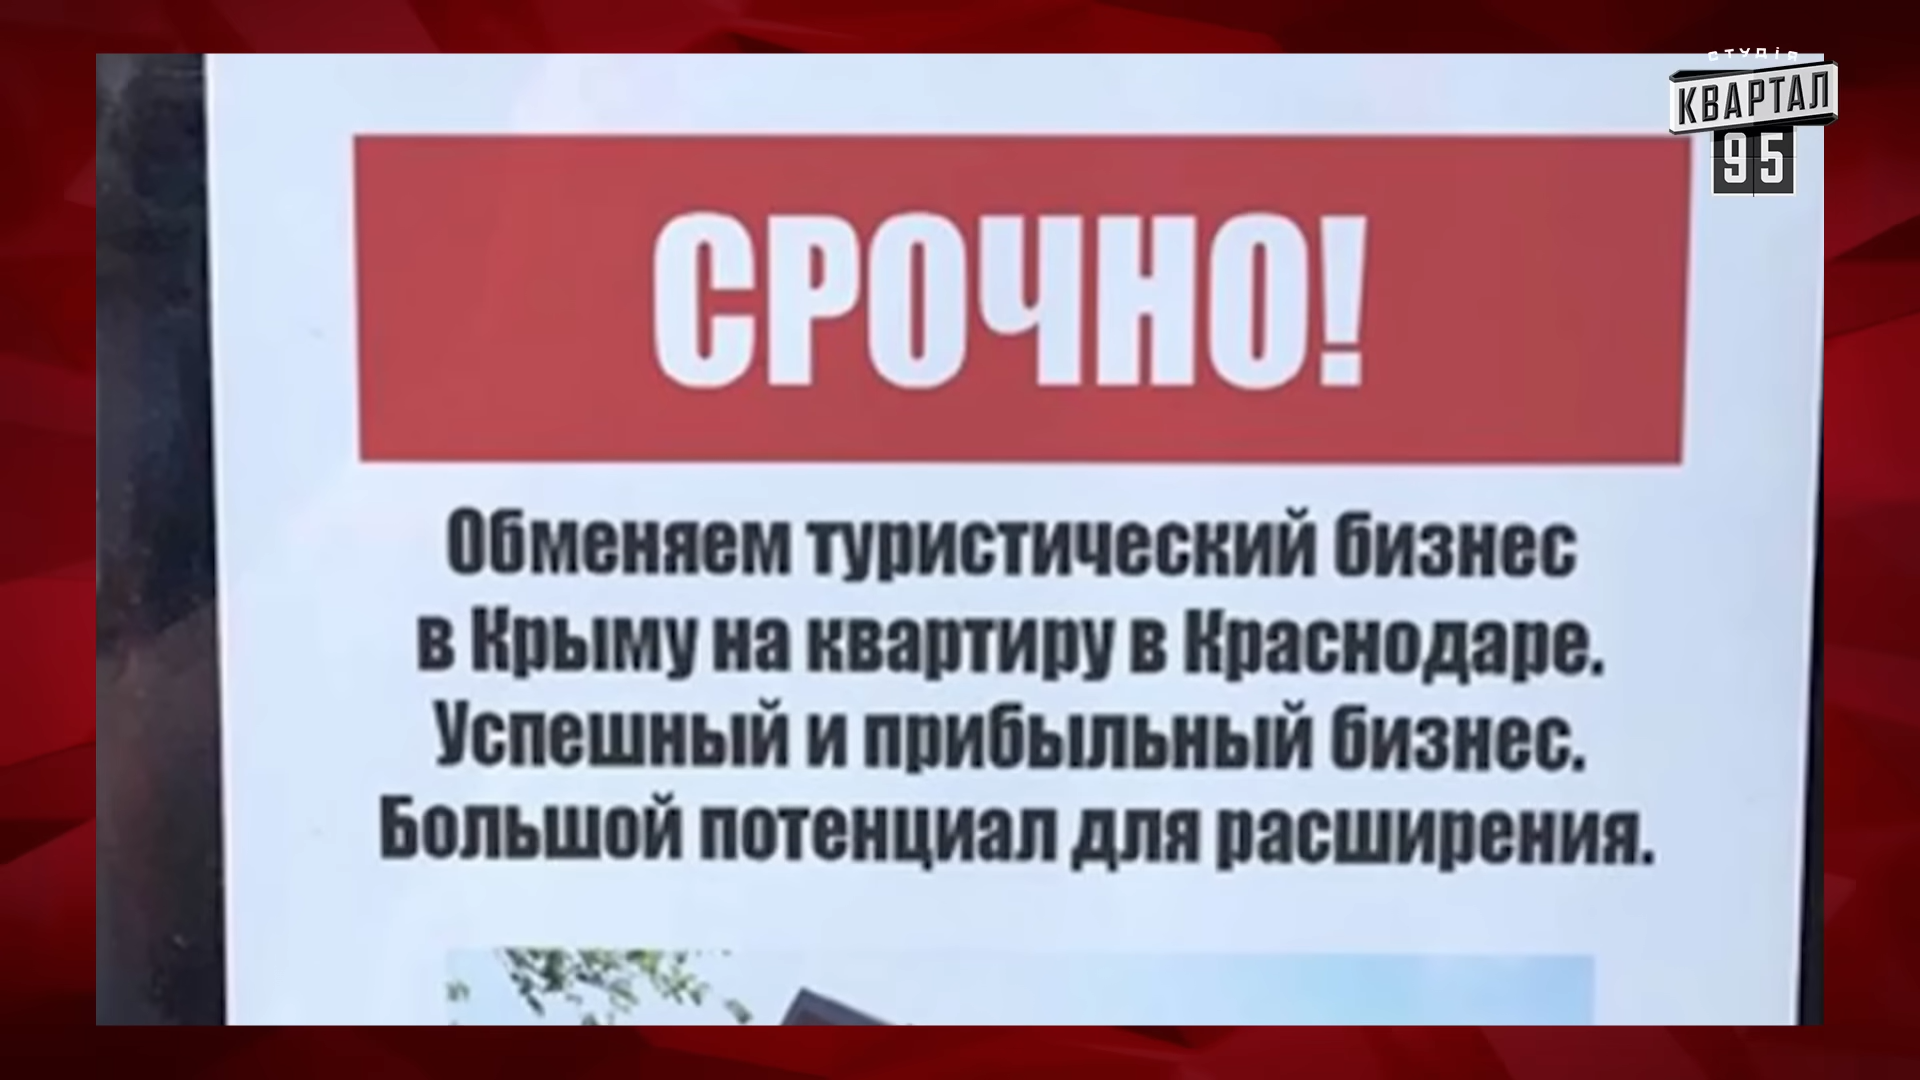 СТУДІЯ
КВАРТАЛ
95
СРОЧНО!
Обменяем туристический бизнес
в Крыму на квартиру в Краснодаре.
Успешный и прибыльный бизнес.
Большой потенциал для расширения.